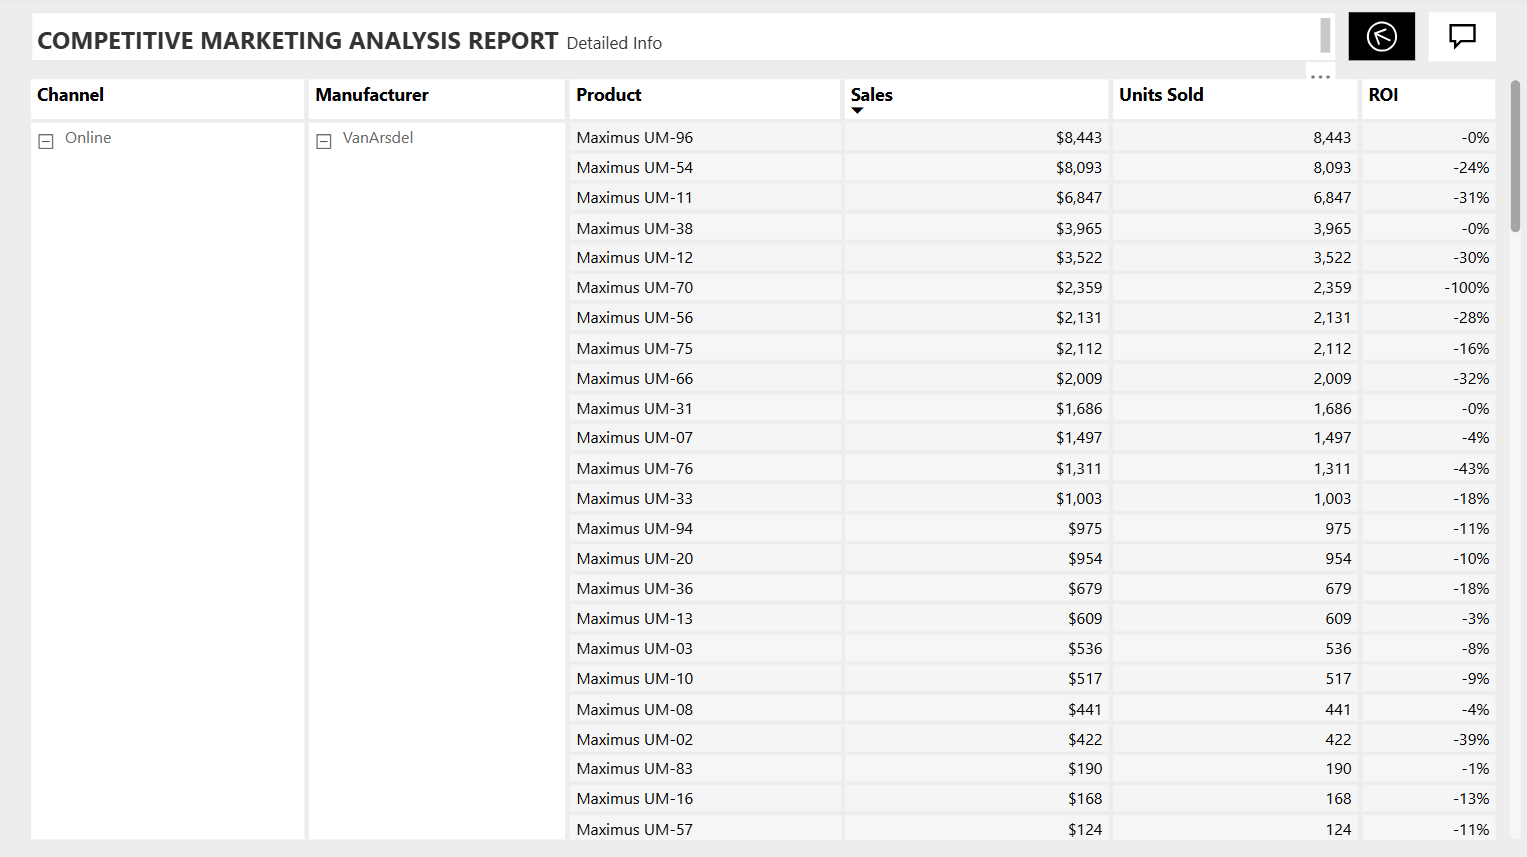 COMPETITIVE MARKETING ANALYSIS REPORT Detailed Info
Channel Manufacturer Product Sales Units Sold ROI
Online VanArsdel Maximus UM-96 $8,443 8,443 -0%
Maximus UM-54 $8,093 8,093 -24%
Maximus UM-11 $6,847 6,847 -31%
Maximus UM-38 $3,965 3,965 -0%
Maximus UM-12 $3,522 3,522 -30%
Maximus UM-70 $2,359 2,359 -100%
Maximus UM-56 $2,131 2,131 -28%
Maximus UM-75 $2,112 2,112 -16%
Maximus UM-66 $2,009 2,009 -32%
Maximus UM-31 $1,686 1,686 -0%
Maximus UM-07 $1,497 1,497 -4%
Maximus UM-76 $1,311 1,311 -43%
Maximus UM-33 $1,003 1,003 -18%
Maximus UM-94 $975 975 -11%
Maximus UM-20 $954 954 -10%
Maximus UM-36 $679 679 -18%
Maximus UM-13 $609 609 -3%
Maximus UM-03 $536 536 -8%
Maximus UM-10 $517 517 -9%
Maximus UM-08 $441 441 -4%
Maximus UM-02 $422 422 -39%
Maximus UM-83 $190 190 -1%
Maximus UM-16 $168 168 -13%
Maximus UM-57 $124 124 -11%